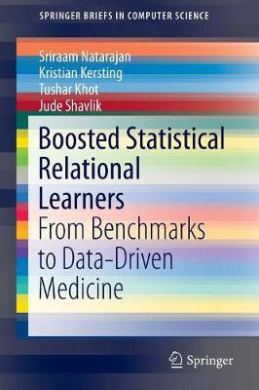 SPRINGER BRIEFS IN COMPUTER SCIENCE
Sriraam Natarajan
Kristian Kersting
Tushar Khot
Jude Shavlik
Boosted Statistical
Relational
Learners
From Benchmarks
to Data-Driven
Medicine
Springer